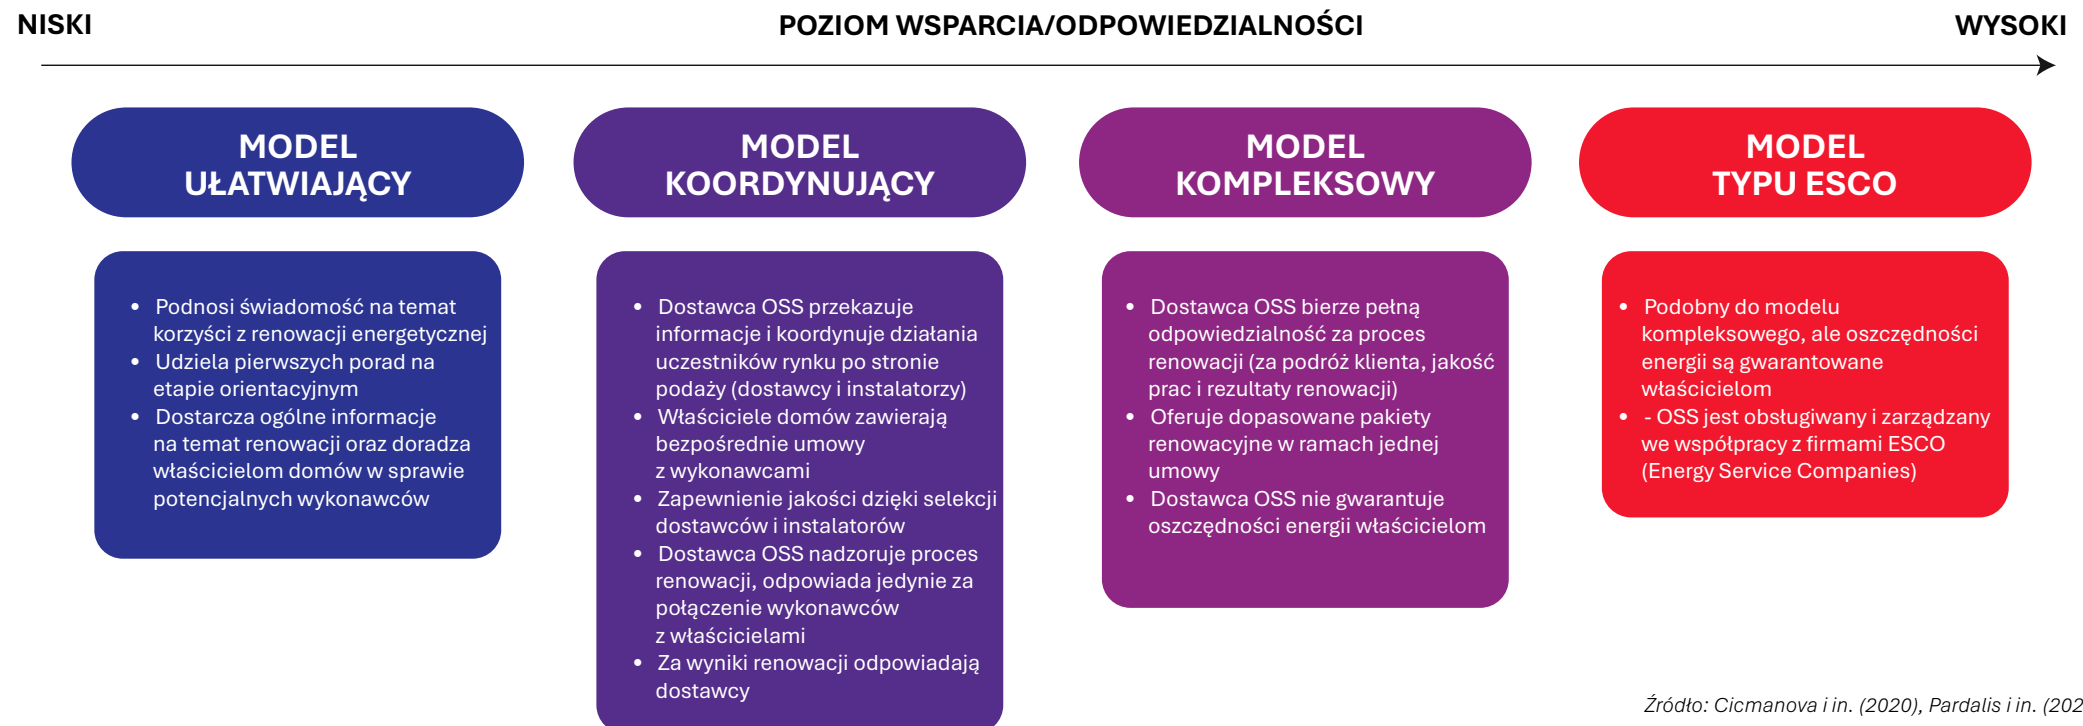 NISKI
POZIOM WSPARCIA/ODPOWIEDZIALNOŚCI
WYSOKI
MODEL
UŁATWIAJĄCY
• Podnosi świadomość na temat
korzyści z renowacji energetycznej
• Udziela pierwszych porad na
etapie orientacyjnym
• Dostarcza ogólne informacje
na temat renowacji oraz doradza
właścicielom domów w sprawie
potencjalnych wykonawców
MODEL
KOORDYNUJĄCY
• Dostawca OSS przekazuje
informacje i koordynuje działania
uczestników rynku po stronie
podaży (dostawcy i instalatorzy)
• Właściciele domów zawierają
bezpośrednie umowy
z wykonawcami
• Zapewnienie jakości dzięki selekcji
dostawców i instalatorów
• Dostawca OSS nadzoruje proces
renowacji, odpowiada jedynie za
połączenie wykonawców
z właścicielami
• Za wyniki renowacji odpowiadają
dostawcy
MODEL
KOMPLEKSOWY
• Dostawca OSS bierze pełną
odpowiedzialność za proces
renowacji (za podróż klienta, jakość
prac i rezultaty renowacji)
• Oferuje dopasowane pakiety
renowacyjne w ramach jednej
umowy
• Dostawca OSS nie gwarantuje
oszczędności energii właścicielom
MODEL
TYPU ESCO
• Podobny do modelu
kompleksowego, ale oszczędności
energii są gwarantowane
właścicielom
• - OSS jest obsługiwany i zarządzany
we współpracy z firmami ESCO
(Energy Service Companies)
Źródło: Cicmanova i in. (2020), Pardalis i in. (202